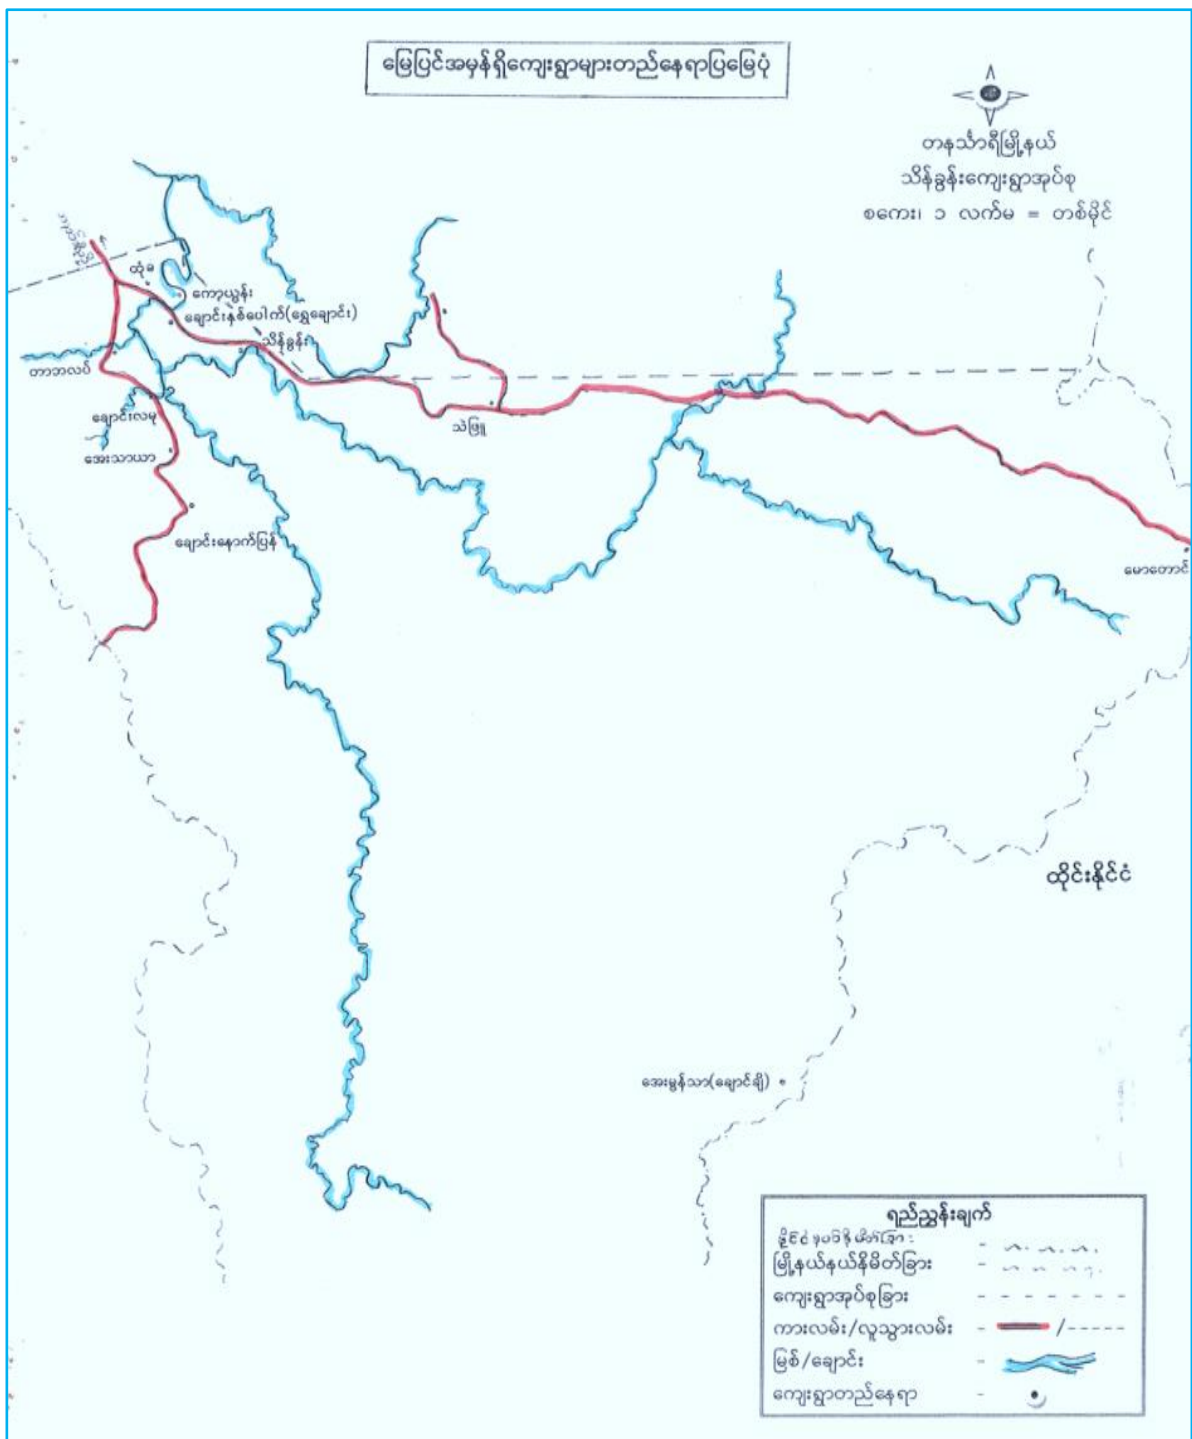 မြေပြင်အမှန်ရှိကျေးရွာများတည်နေရာပြမြေပုံ
တနင်္သာရီမြို့နယ်
သိန်ခွန်းကျေးရွာအုပ်စု
စကေး၊ ၁ လက်မ = တစ်မိုင်
ထုံမ
ကော့ယွန်း
ချောင်းနှစ်ပေါက်(ရွှေချောင်း)
သိန်ခွန်း
တာဘလပ်
ချောင်းလမု
သဲဖြူ
အေးသာယာ
ချောင်းနောက်ပြန်
မောတောင်
ထိုင်းနိုင်ငံ
အေးမွန်သာ(ချောင်ချီ)
ရည်ညွှန်းချက်
မြို့နယ်နယ်နိမိတ်ခြား -
ကျေးရွာအုပ်စုခြား -
ကားလမ်း/လူသွားလမ်း - /
မြစ်/ချောင်း -
ကျေးရွာတည်နေရာ -